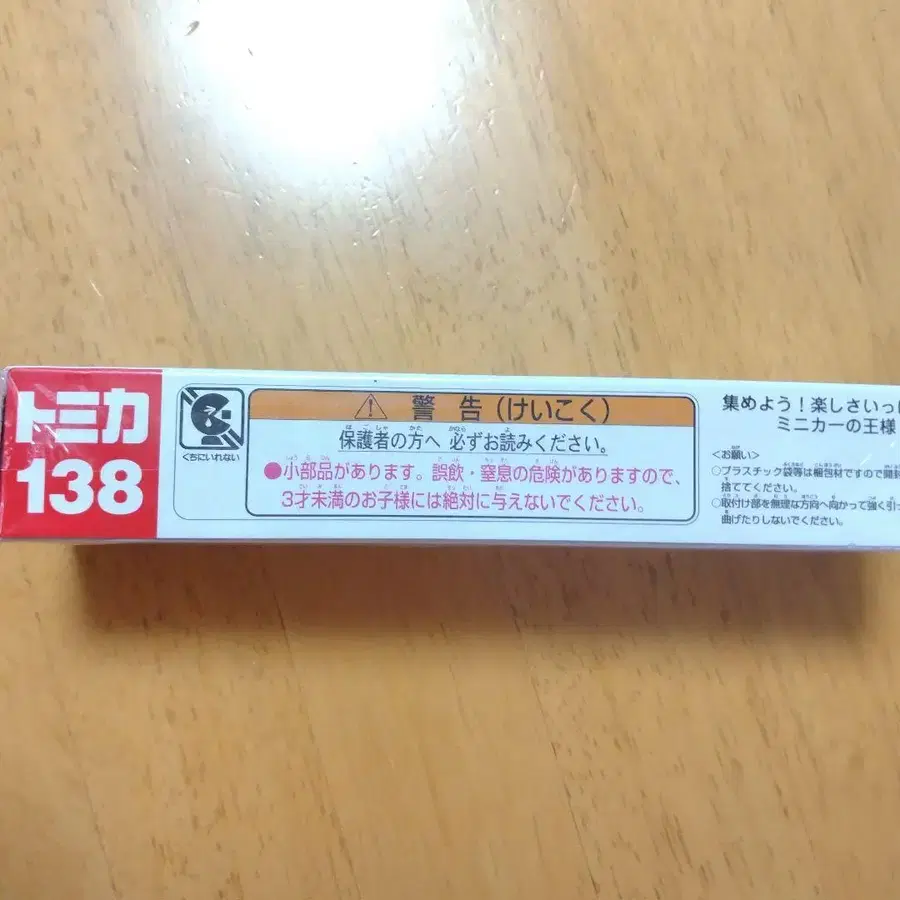 トミカ
138
くちにいれない
⚠ 警告(けいこく)
保護者の方へ 必ずお読みください。
●小部品があります。誤飲・窒息の危険がありますので、
3才未満のお子様には絶対に与えないでください。
集めよう!楽しさいっぱ
ミニカーの王様
<お願い>
○プラスチック袋等は梱包材ですので開封
捨ててください。
○取付け部を無理な方向へ向かって強く引っ
曲げたりしないでください。